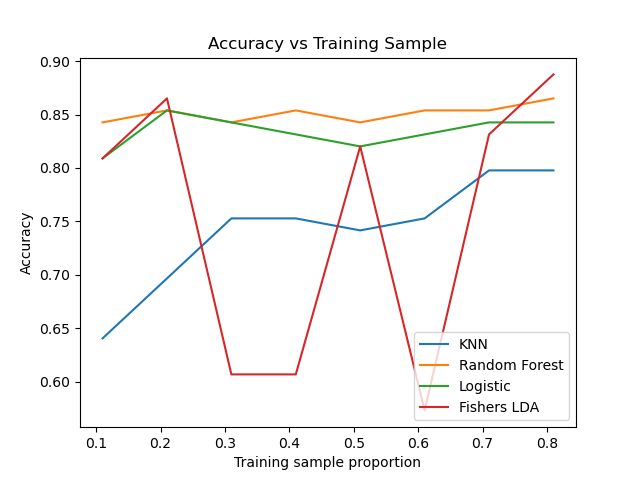 Accuracy vs Training Sample
Accuracy
0.90
0.85
0.80
0.75
0.70
0.65
0.60
KNN
Random Forest
Logistic
Fishers LDA
0.1 0.2 0.3 0.4 0.5 0.6 0.7 0.8
Training sample proportion